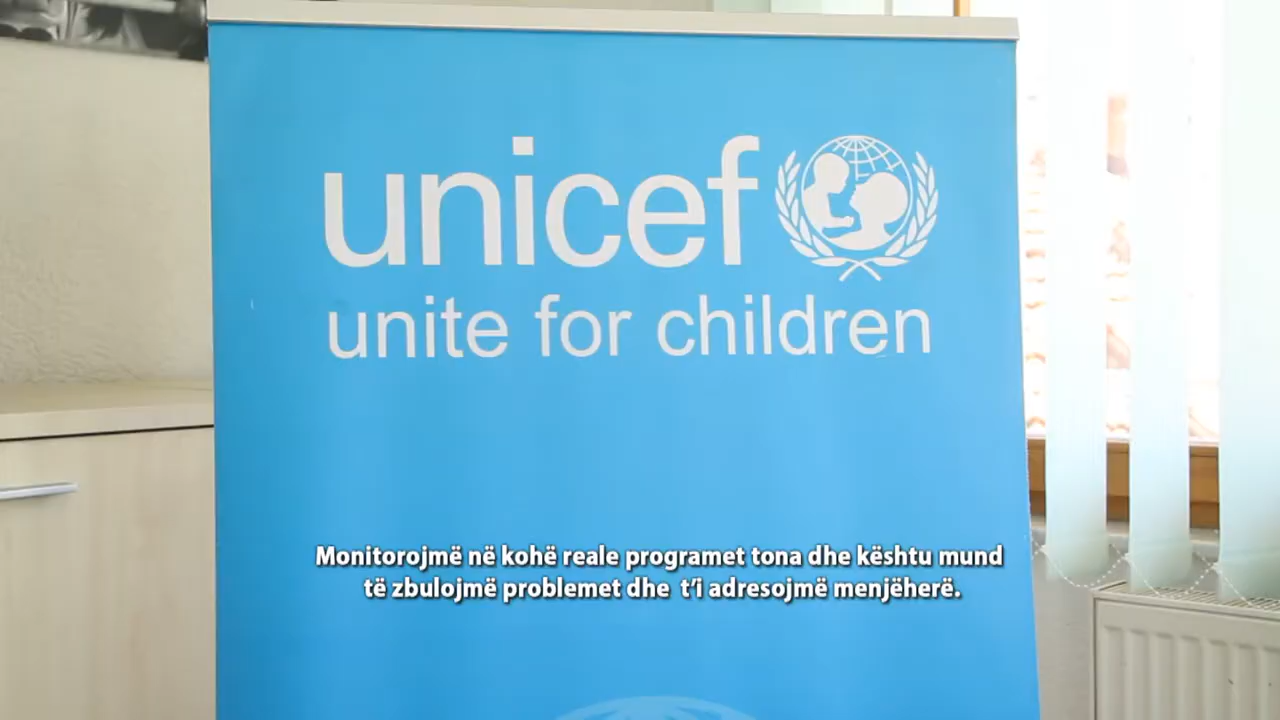 unicef
unite for children
Monitorojmë në kohë reale programet tona dhe kështu mund
të zbulojmë problemet dhe t'i adresojmë menjëherë.